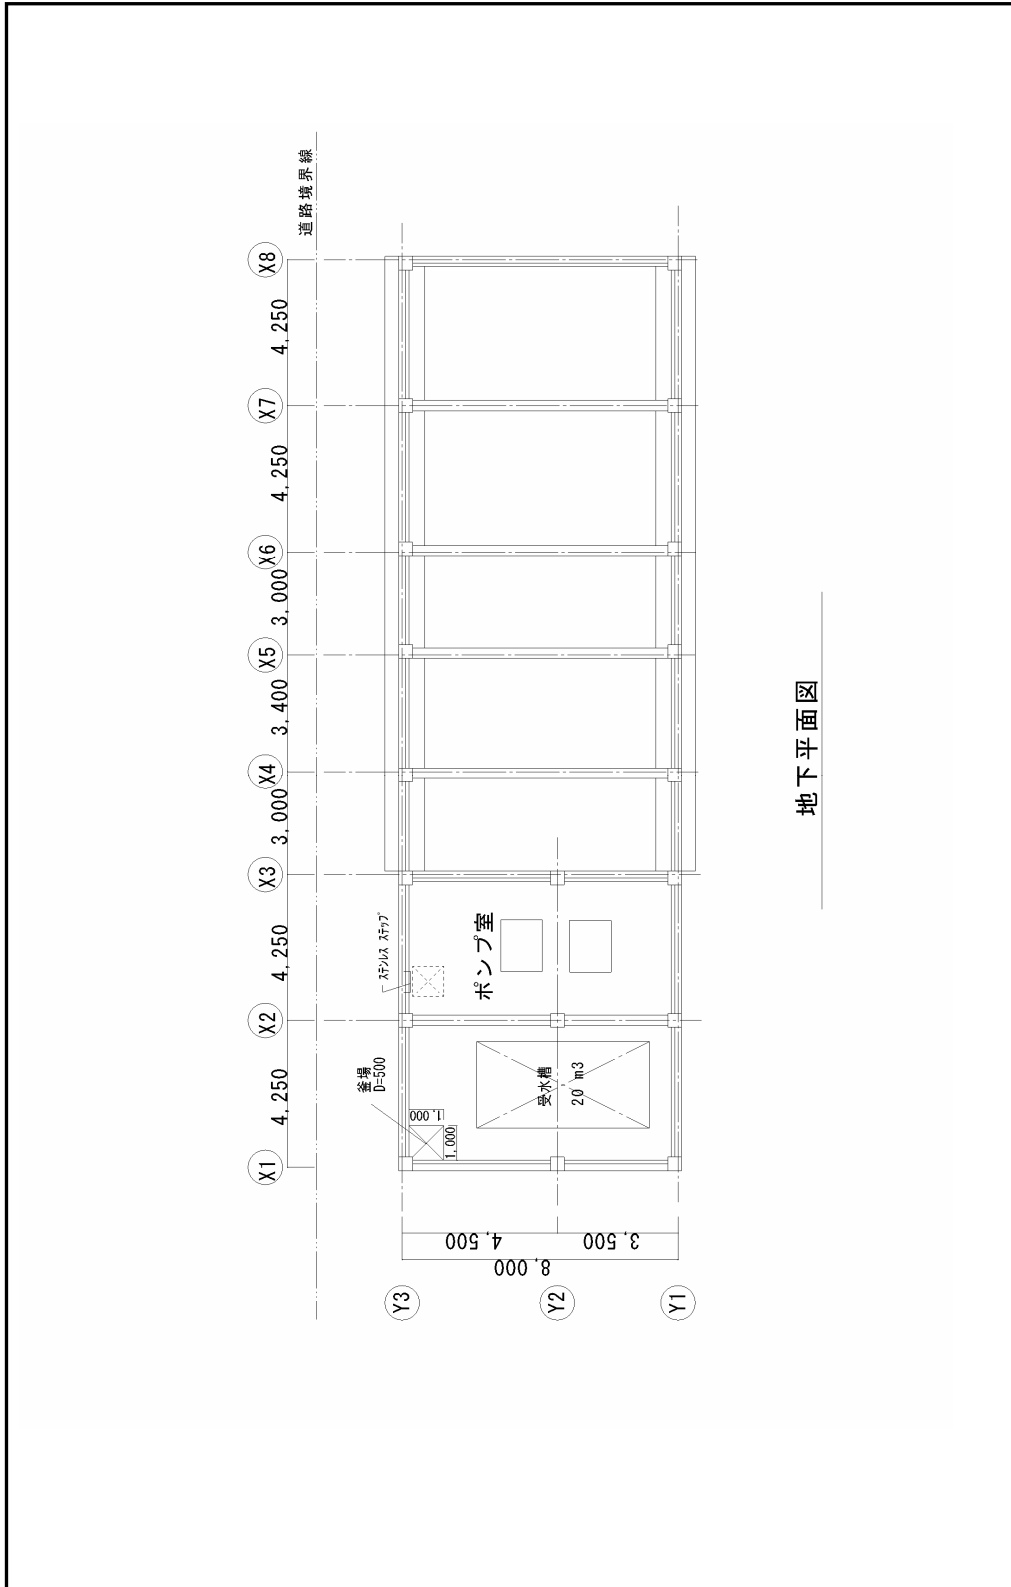 道路境界線
X1
X2
X3
X4
X5
X6
X7
X8
4,250
4,250
3,000
3,400
3,000
4,250
4,250
ステンレス ステップ
ポンプ室
釜場
D=500
1,000
1,000
受水槽
20 m3
4,500
3,500
8,000
Y3
Y2
Y1
地下平面図